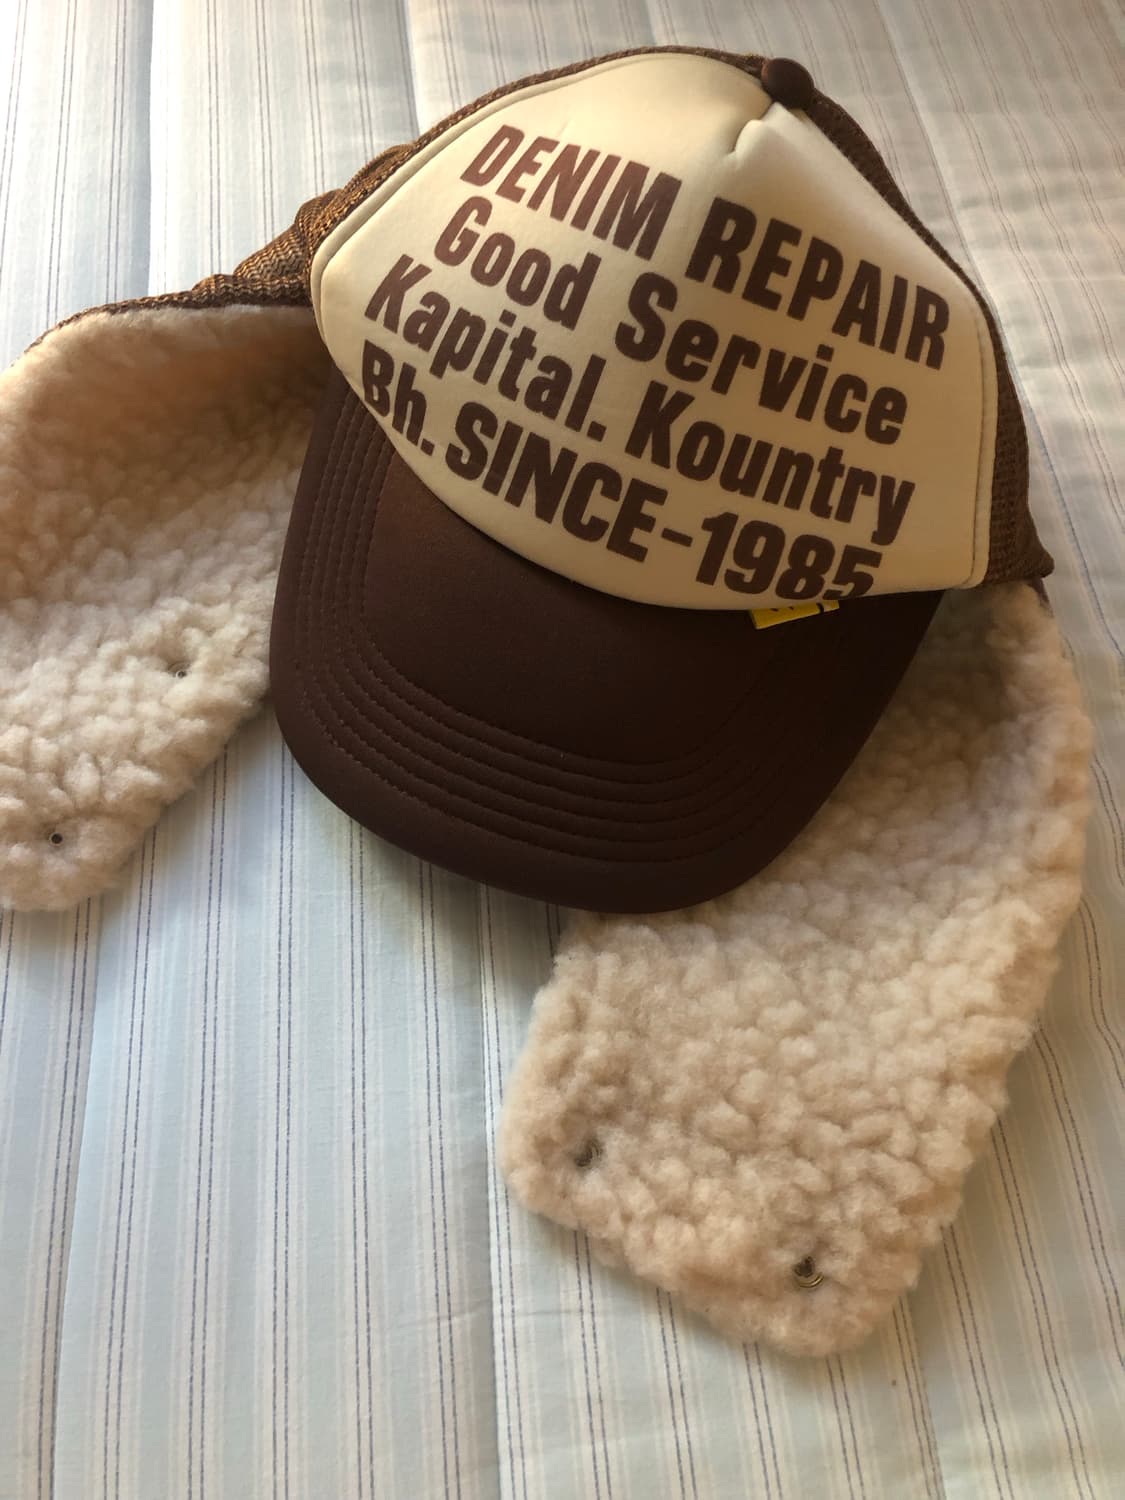 DENIM REPAIR
Good Service
Kapital. Kountry
Bh. SINCE-1985